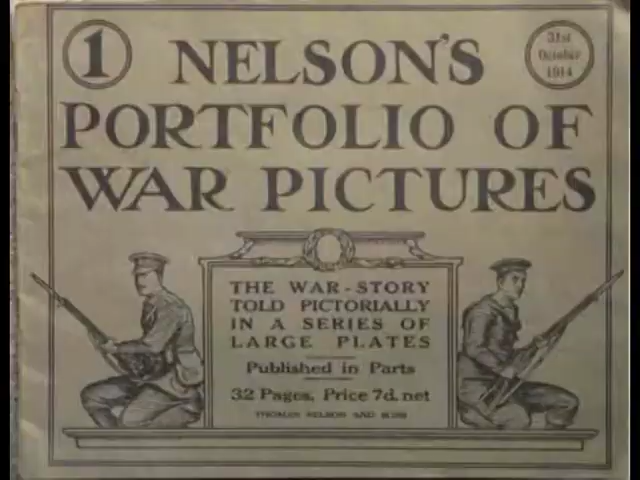 1
31st
October
1914
NELSON'S
PORTFOLIO OF
WAR PICTURES
THE WAR-STORY
TOLD PICTORIALLY
IN A SERIES OF
LARGE PLATES
Published in Parts
32 Pages, Price 7d. net
THOMAS NELSON AND SONS